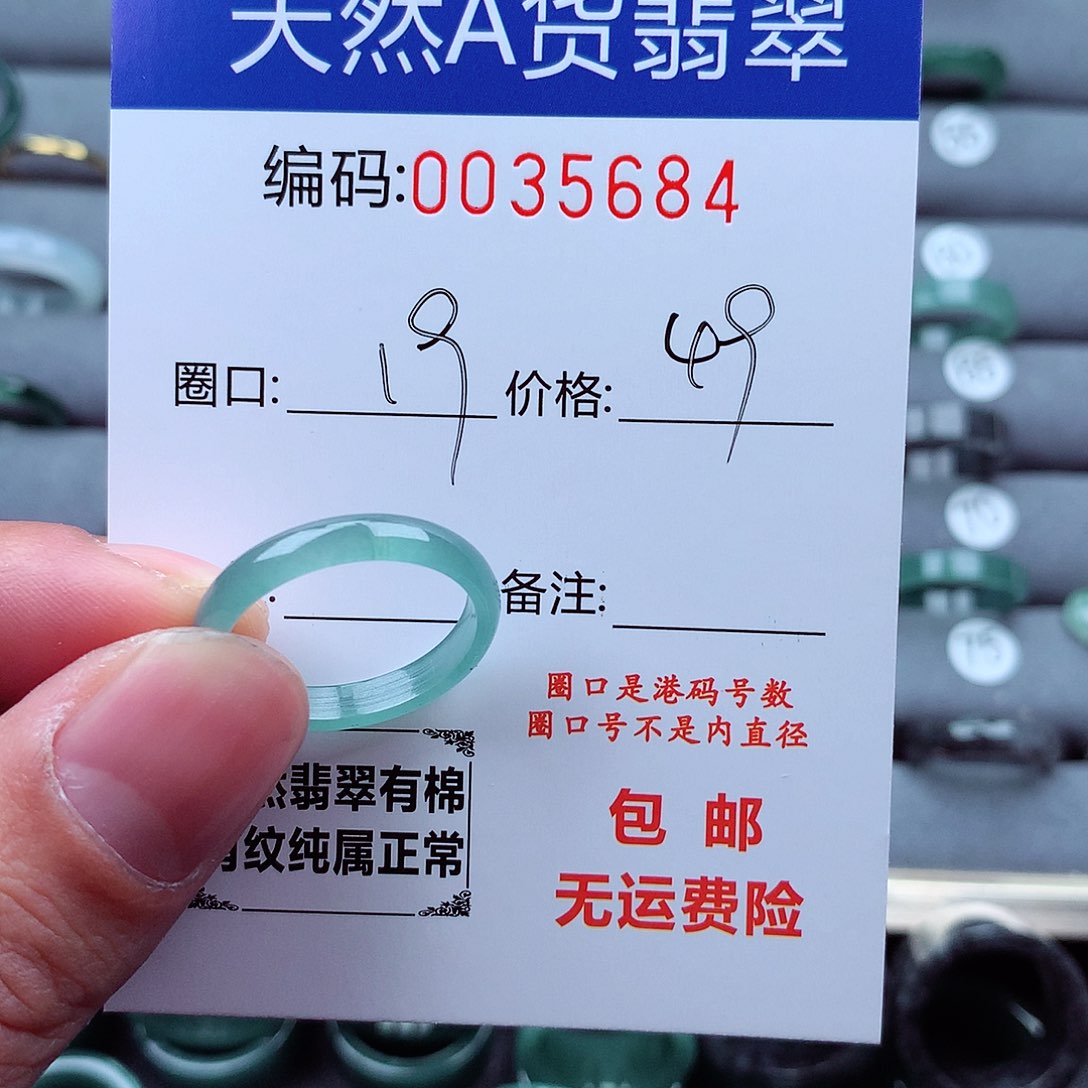 天然A货翡翠
编码:0035684
圈口: 19 价格: 49
备注:
圈口是港码号数
圈口号不是内直径
然翡翠有棉
有纹纯属正常
包 邮
无运费险